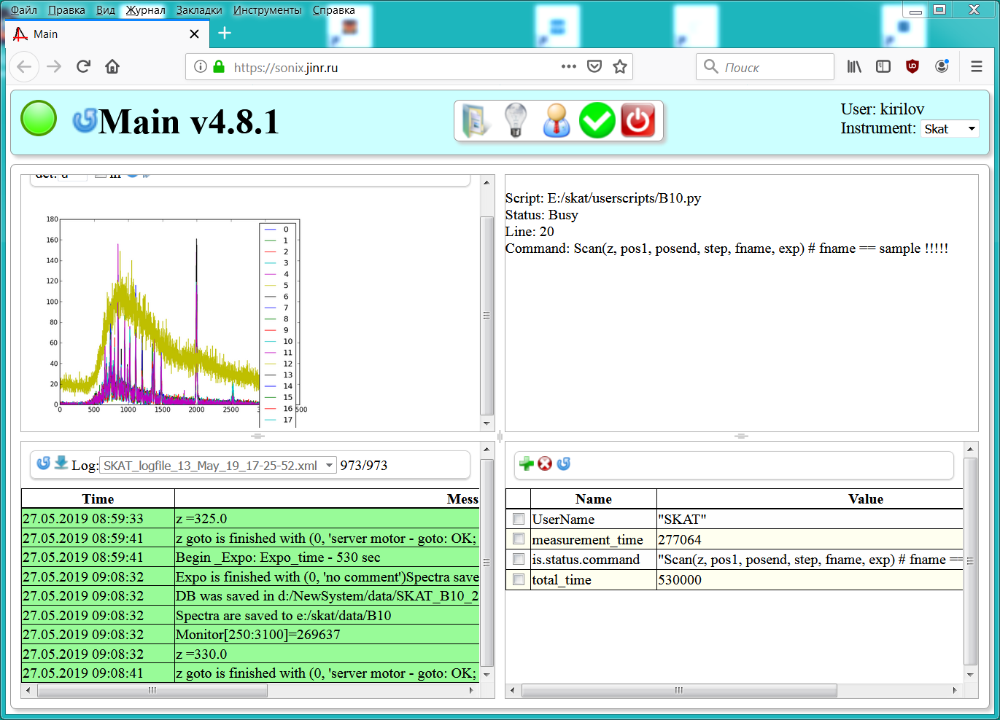 Файл Правка Вид Журнал Закладки Инструменты Справка
Main
https://sonix.jinr.ru
Поиск
Main v4.8.1
User: kirilov
Instrument: Skat
180
160
140
120
100
80
60
40
20
0
0 500 1000 1500 2000 2500 3 500
0
1
2
3
4
5
6
7
8
9
10
11
12
13
14
15
16
17
Script: E:/skat/userscripts/B10.py
Status: Busy
Line: 20
Command: Scan(z, pos1, posend, step, fname, exp) # fname == sample !!!!!
Log: SKAT_logfile_13_May_19_17-25-52.xml 973/973
Time Mess
27.05.2019 08:59:33 z =325.0
27.05.2019 08:59:41 z goto is finished with (0, 'server motor - goto: OK;
27.05.2019 08:59:41 Begin _Expo: Expo_time - 530 sec
27.05.2019 09:08:32 Expo is finished with (0, 'no comment')Spectra save
27.05.2019 09:08:32 DB was saved in d:/NewSystem/data/SKAT_B10_2
27.05.2019 09:08:32 Spectra are saved to e:/skat/data/B10
27.05.2019 09:08:32 Monitor[250:3100]=269637
27.05.2019 09:08:32 z =330.0
27.05.2019 09:08:41 z goto is finished with (0, 'server motor - goto: OK;
Name Value
UserName "SKAT"
measurement_time 277064
is.status.command "Scan(z, pos1, posend, step, fname, exp) # fname ==
total_time 530000